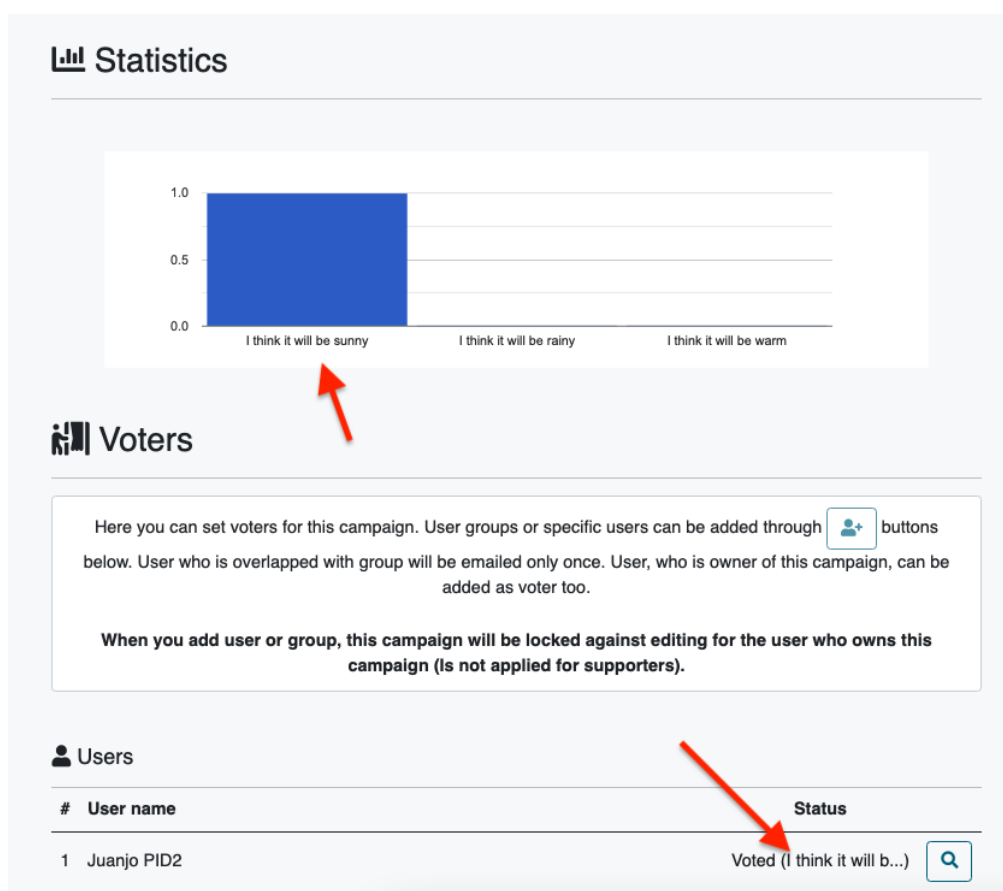 Statistics
1.0
0.5
0.0
I think it will be sunny
I think it will be rainy
I think it will be warm
Voters
Here you can set voters for this campaign. User groups or specific users can be added through buttons
below. User who is overlapped with group will be emailed only once. User, who is owner of this campaign, can be
added as voter too.
When you add user or group, this campaign will be locked against editing for the user who owns this
campaign (Is not applied for supporters).
Users
# User name Status
1 Juanjo PID2 Voted (I think it will b...)